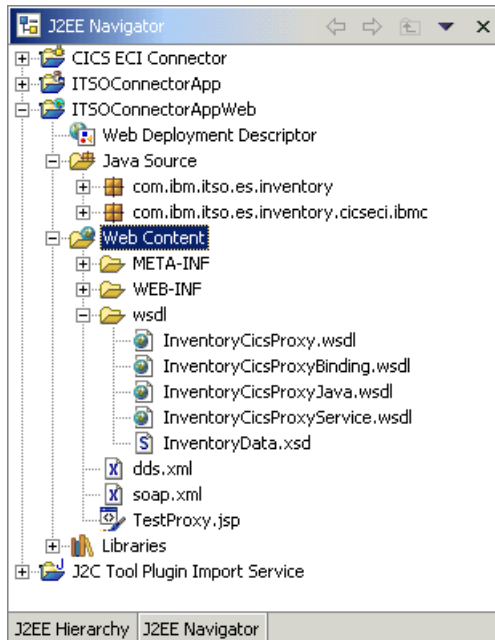 J2EE Navigator
CICS ECI Connector
ITSOConnectorApp
ITSOConnectorAppWeb
Web Deployment Descriptor
Java Source
com.ibm.itso.es.inventory
com.ibm.itso.es.inventory.cicseci.ibmc
Web Content
META-INF
WEB-INF
wsdl
InventoryCicsProxy.wsdl
InventoryCicsProxyBinding.wsdl
InventoryCicsProxyJava.wsdl
InventoryCicsProxyService.wsdl
InventoryData.xsd
dds.xml
soap.xml
TestProxy.jsp
Libraries
J2C Tool Plugin Import Service
J2EE Hierarchy J2EE Navigator